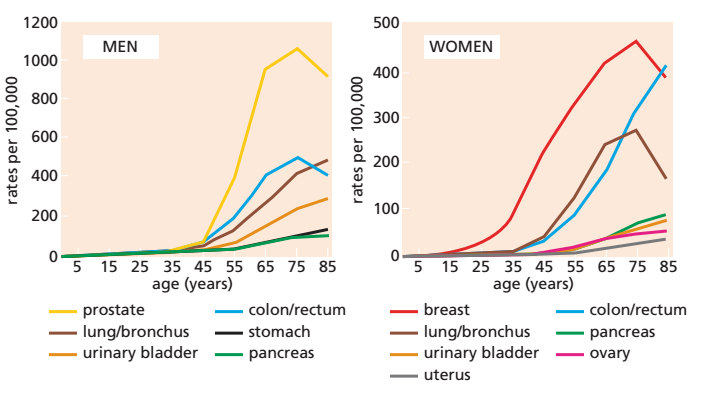 MEN
1200
1000
800
600
400
200
0
rates per 100,000
5 15 25 35 45 55 65 75 85
age (years)
prostate
colon/rectum
lung/bronchus
stomach
urinary bladder
pancreas
WOMEN
500
400
300
200
100
0
rates per 100,000
5 15 25 35 45 55 65 75 85
age (years)
breast
colon/rectum
lung/bronchus
pancreas
urinary bladder
ovary
uterus